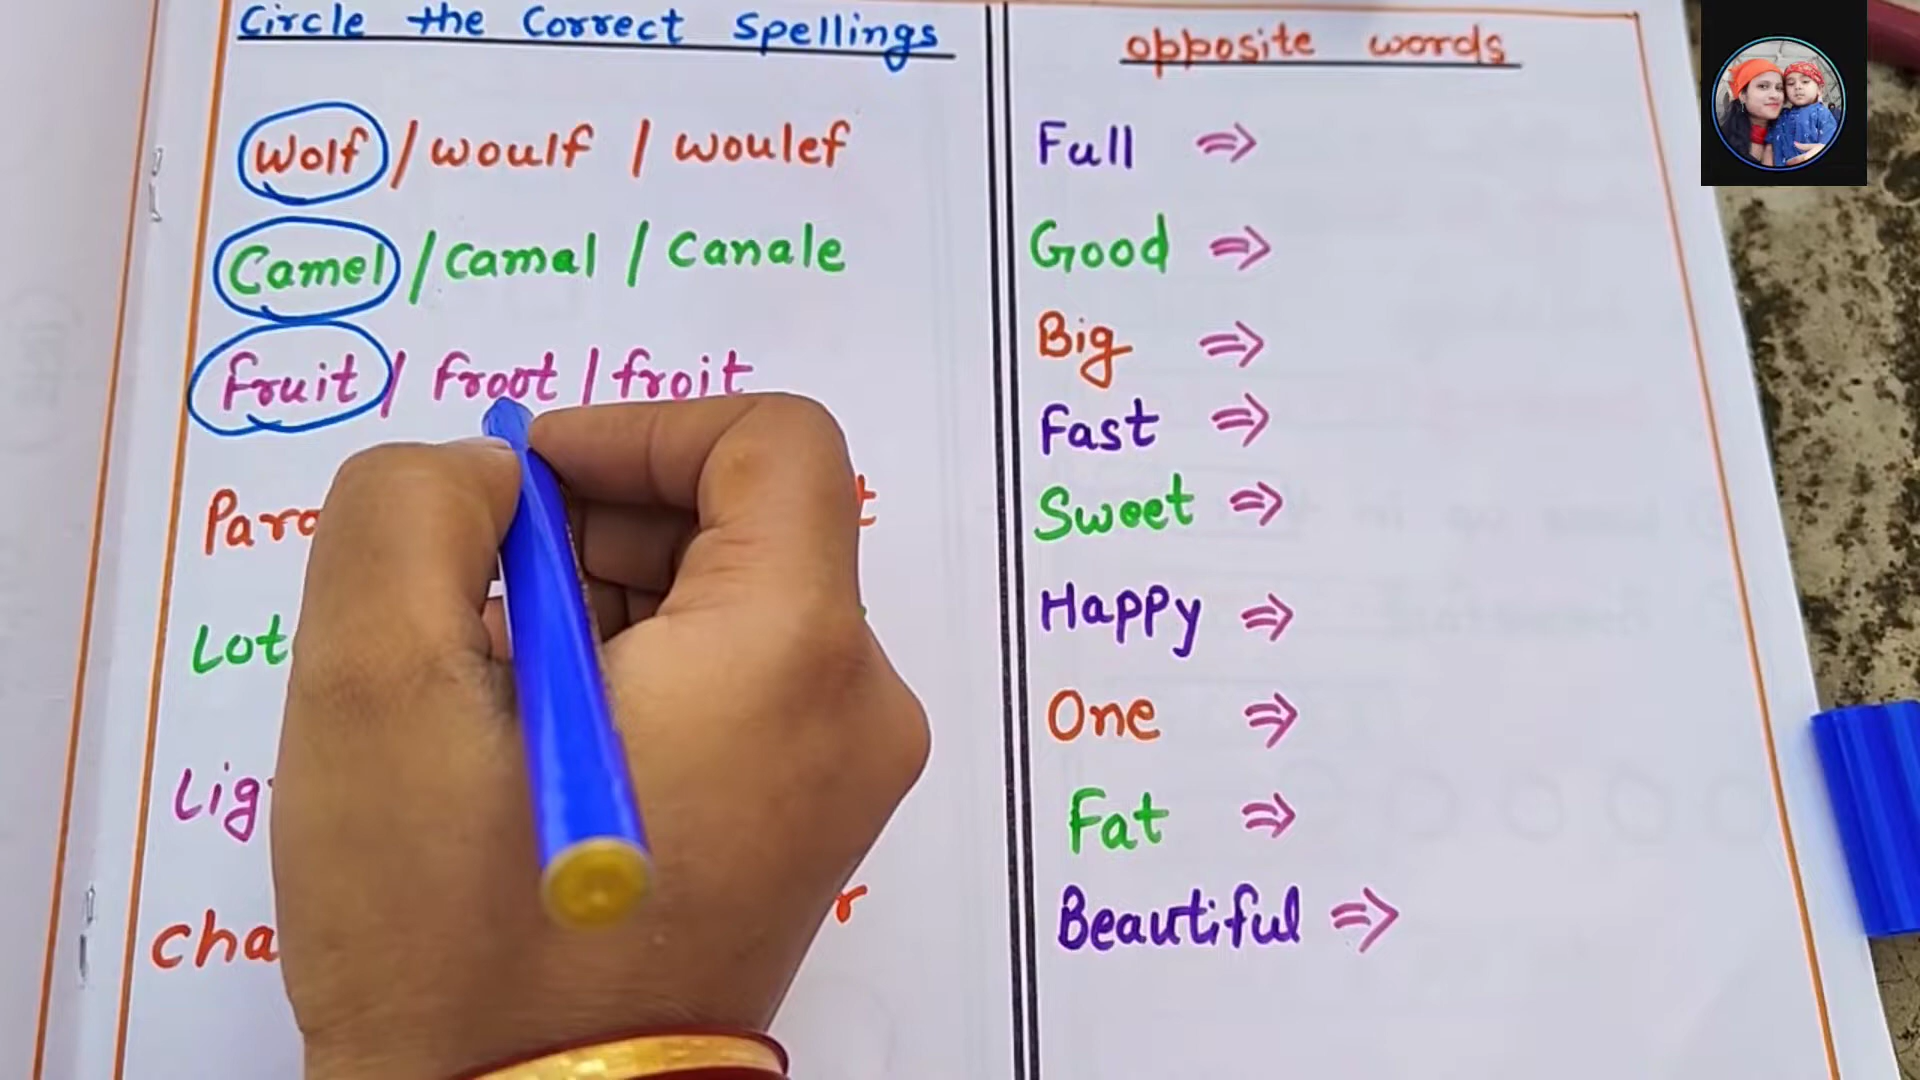 Circle the Correct Spellings
Wolf / woulf / woulef
Camel / Camal / Canale
Fruit / froot / froit
opposite words
Full ⇒
Good ⇒
Big ⇒
Fast ⇒
Sweet ⇒
Happy ⇒
One ⇒
Fat ⇒
Beautiful ⇒